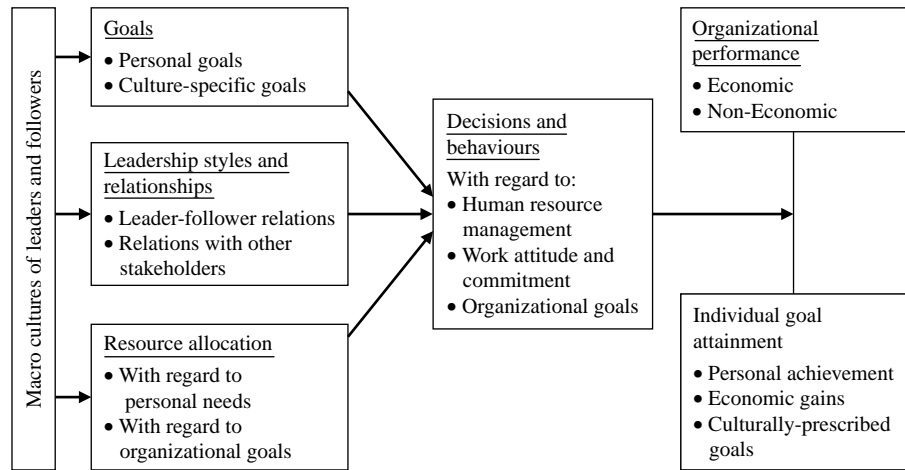 Macro cultures of leaders and followers
Goals
• Personal goals
• Culture-specific goals
Leadership styles and
relationships
• Leader-follower relations
• Relations with other
stakeholders
Resource allocation
• With regard to
personal needs
• With regard to
organizational goals
Decisions and
behaviours
With regard to:
• Human resource
management
• Work attitude and
commitment
• Organizational goals
Organizational
performance
• Economic
• Non-Economic
Individual goal
attainment
• Personal achievement
• Economic gains
• Culturally-prescribed
goals